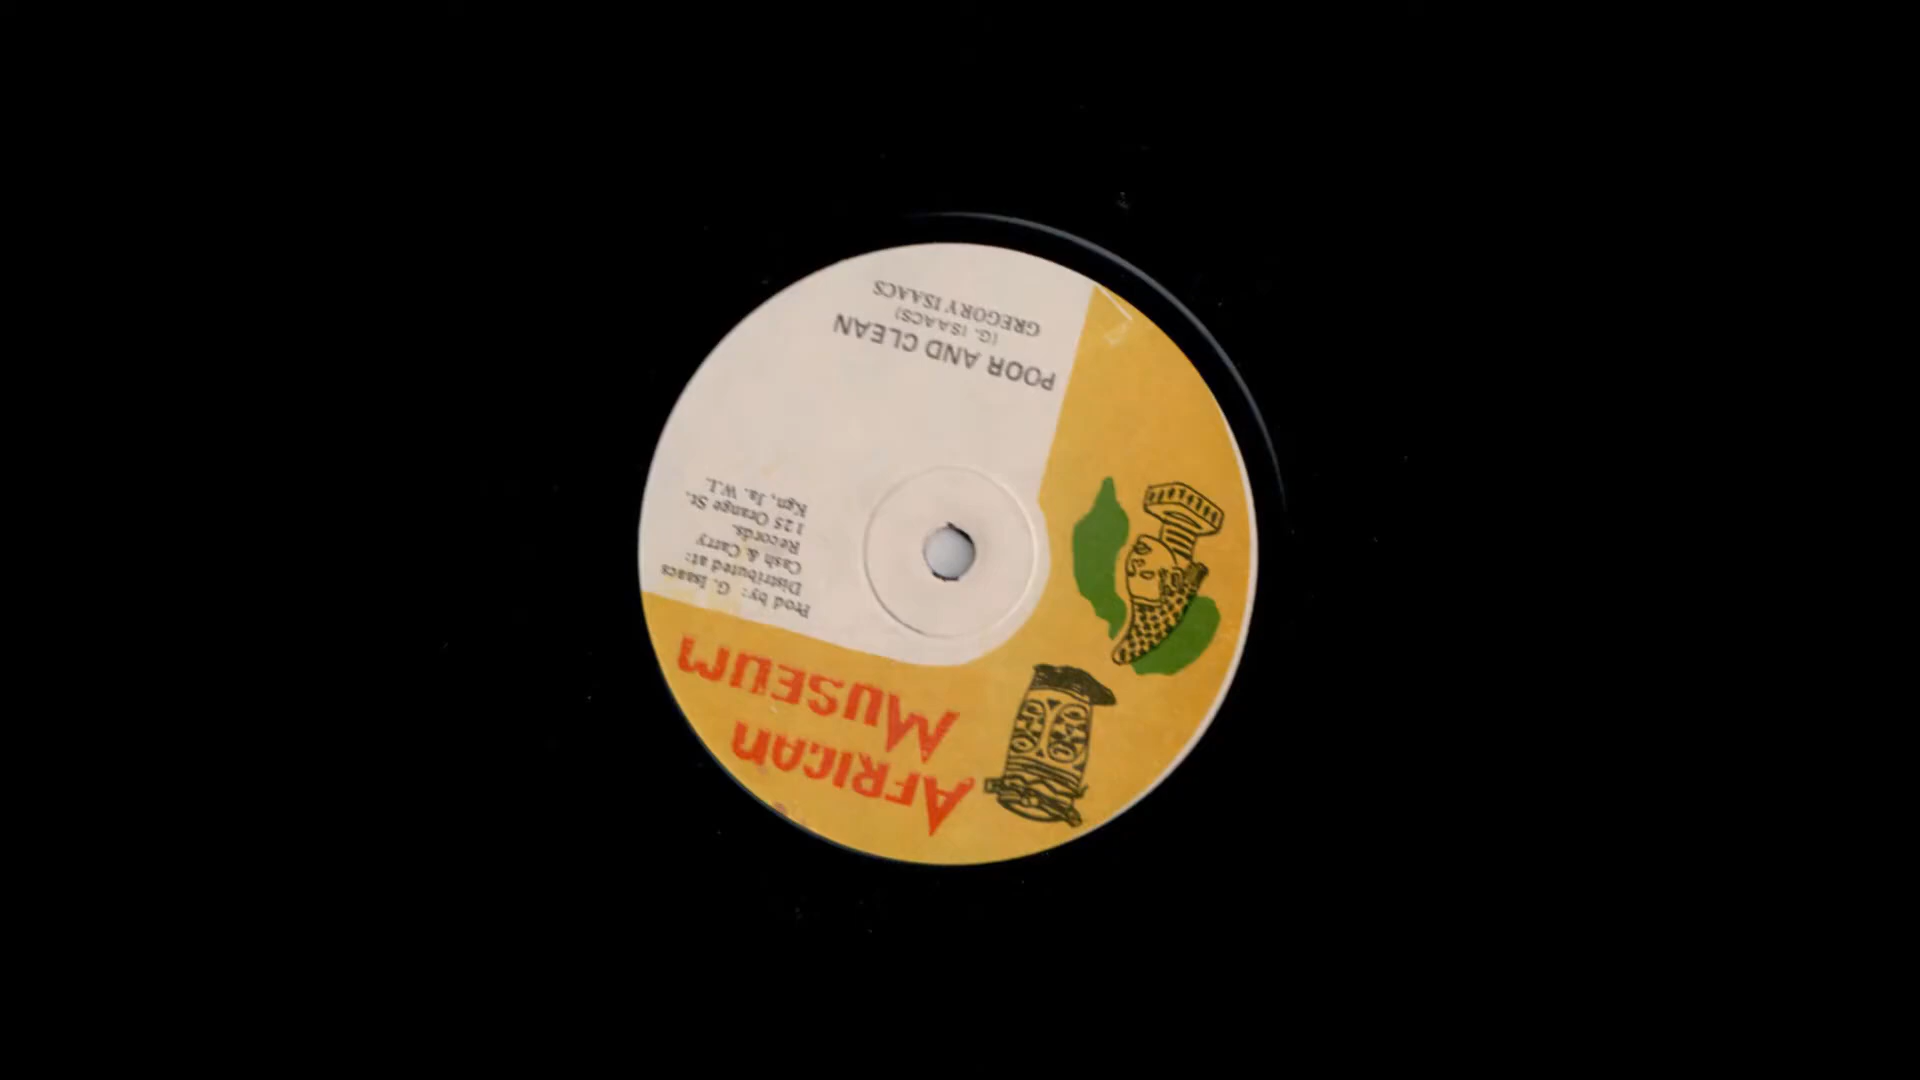 AFRICAN
MUSEUM
Prod by: G. Isaacs
Distributed at:
Cash & Carry
Records.
125 Orange St.
Kgn, Ja. W.I.
POOR AND CLEAN
(G. ISAACS)
GREGORY ISAACS